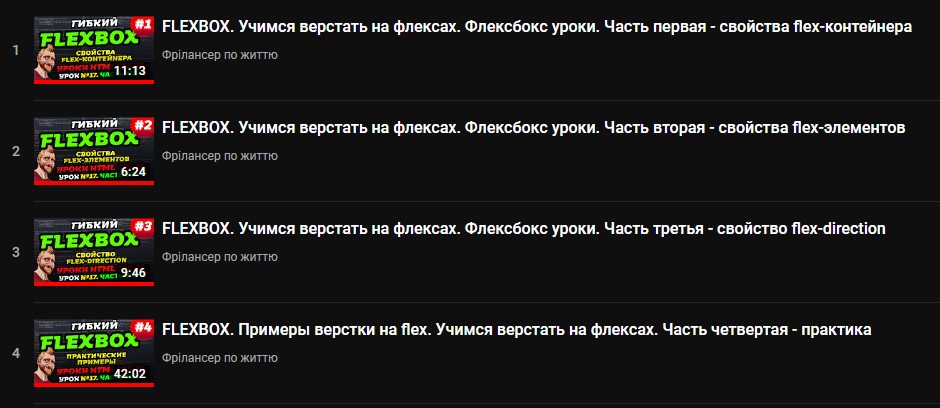 1
ГИБКИЙ #1
FLEXBOX
СВОЙСТВА
FLEX-КОНТЕЙНЕРА
УРОКИ HTM
УРОК №17. ЧА
11:13
FLEXBOX. Учимся верстать на флексах. Флексбокс уроки. Часть первая - свойства flex-контейнера
Фрілансер по життю
2
ГИБКИЙ #2
FLEXBOX
СВОЙСТВА
FLEX-ЭЛЕМЕНТОВ
УРОКИ HTML
УРОК №17. ЧАСТ
6:24
FLEXBOX. Учимся верстать на флексах. Флексбокс уроки. Часть вторая - свойства flex-элементов
Фрілансер по життю
3
ГИБКИЙ #3
FLEXBOX
СВОЙСТВО
FLEX-DIRECTION
УРОКИ HTML
УРОК №17. ЧАСТ
9:46
FLEXBOX. Учимся верстать на флексах. Флексбокс уроки. Часть третья - свойство flex-direction
Фрілансер по життю
4
ГИБКИЙ #4
FLEXBOX
ПРАКТИЧЕСКИЕ
ПРИМЕРЫ
УРОКИ HTM
УРОК №17. ЧА
42:02
FLEXBOX. Примеры верстки на flex. Учимся верстать на флексах. Часть четвертая - практика
Фрілансер по життю